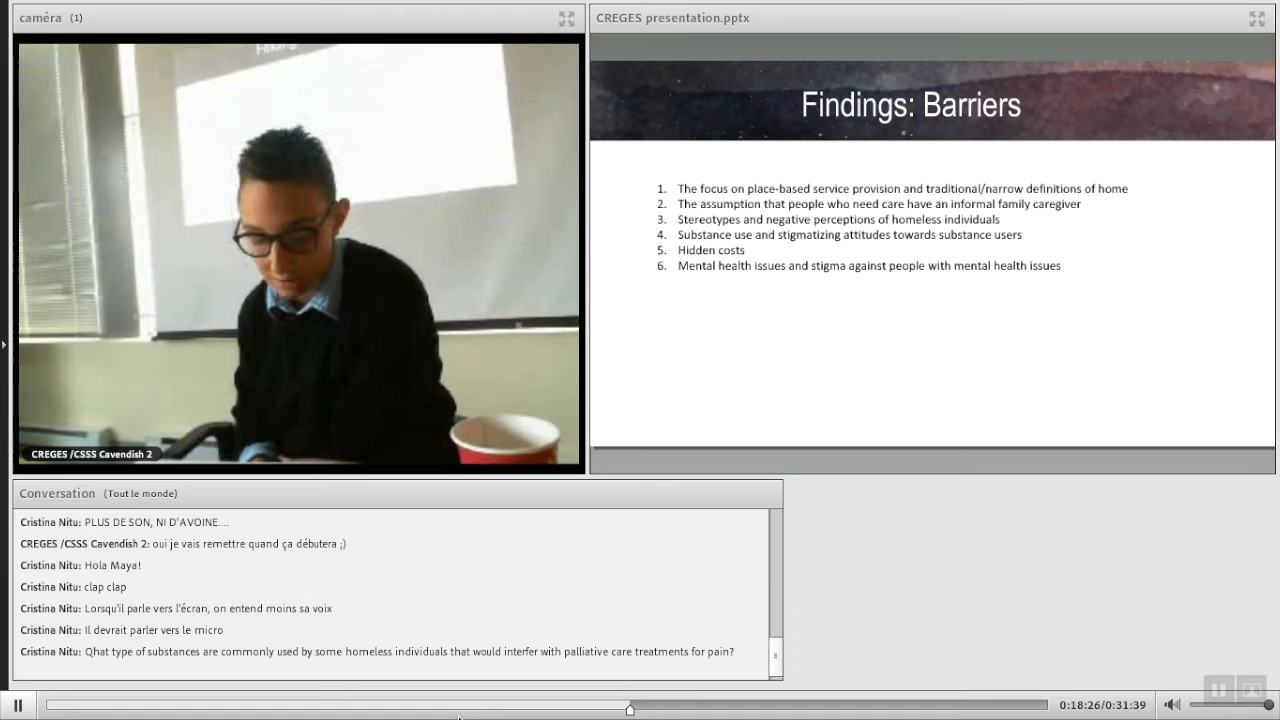 caméra (1)
CREGES presentation.pptx
Findings: Barriers
1. The focus on place-based service provision and traditional/narrow definitions of home
2. The assumption that people who need care have an informal family caregiver
3. Stereotypes and negative perceptions of homeless individuals
4. Substance use and stigmatizing attitudes towards substance users
5. Hidden costs
6. Mental health issues and stigma against people with mental health issues
CREGES /CSSS Cavendish 2
Conversation (Tout le monde)
Cristina Nitu: PLUS DE SON, NI D'AVOINE....
CREGES /CSSS Cavendish 2: oui je vais remettre quand ça débutera ;)
Cristina Nitu: Hola Maya!
Cristina Nitu: clap clap
Cristina Nitu: Lorsqu'il parle vers l'écran, on entend moins sa voix
Cristina Nitu: Il devrait parler vers le micro
Cristina Nitu: Qhat type of substances are commonly used by some homeless individuals that would interfere with palliative care treatments for pain?
0:18:26/0:31:39